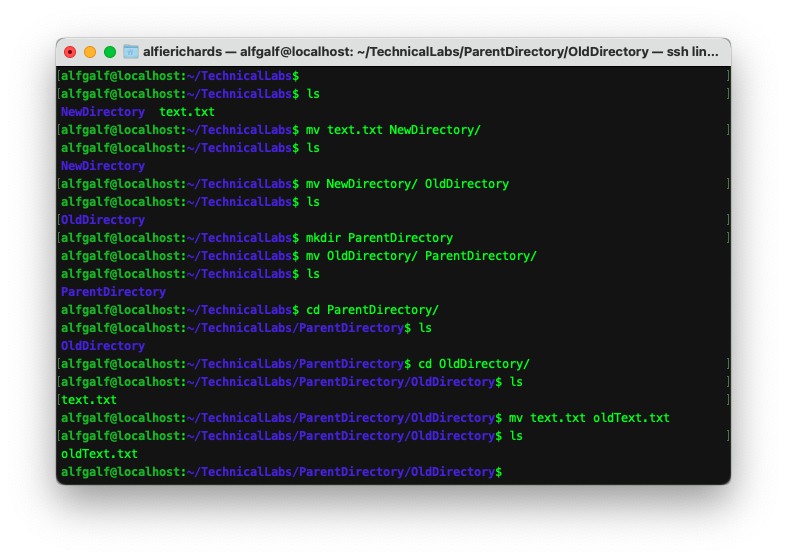 alfierichards — alfgalf@localhost: ~/TechnicalLabs/ParentDirectory/OldDirectory — ssh lin...
[alfgalf@localhost:~/TechnicalLabs$ ]
[alfgalf@localhost:~/TechnicalLabs$ ls ]
NewDirectory  text.txt
[alfgalf@localhost:~/TechnicalLabs$ mv text.txt NewDirectory/ ]
alfgalf@localhost:~/TechnicalLabs$ ls
NewDirectory
[alfgalf@localhost:~/TechnicalLabs$ mv NewDirectory/ OldDirectory ]
alfgalf@localhost:~/TechnicalLabs$ ls
[OldDirectory ]
[alfgalf@localhost:~/TechnicalLabs$ mkdir ParentDirectory ]
alfgalf@localhost:~/TechnicalLabs$ mv OldDirectory/ ParentDirectory/
alfgalf@localhost:~/TechnicalLabs$ ls
ParentDirectory
alfgalf@localhost:~/TechnicalLabs$ cd ParentDirectory/
alfgalf@localhost:~/TechnicalLabs/ParentDirectory$ ls
OldDirectory
[alfgalf@localhost:~/TechnicalLabs/ParentDirectory$ cd OldDirectory/ ]
[alfgalf@localhost:~/TechnicalLabs/ParentDirectory/OldDirectory$ ls ]
[text.txt ]
alfgalf@localhost:~/TechnicalLabs/ParentDirectory/OldDirectory$ mv text.txt oldText.txt
[alfgalf@localhost:~/TechnicalLabs/ParentDirectory/OldDirectory$ ls ]
oldText.txt
alfgalf@localhost:~/TechnicalLabs/ParentDirectory/OldDirectory$